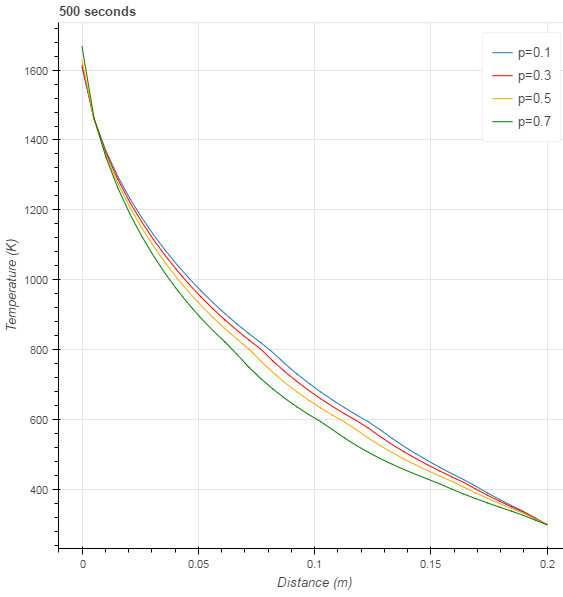 500 seconds
p=0.1
p=0.3
p=0.5
p=0.7
1600
1400
1200
1000
800
600
400
Temperature (K)
0
0.05
0.1
0.15
0.2
Distance (m)